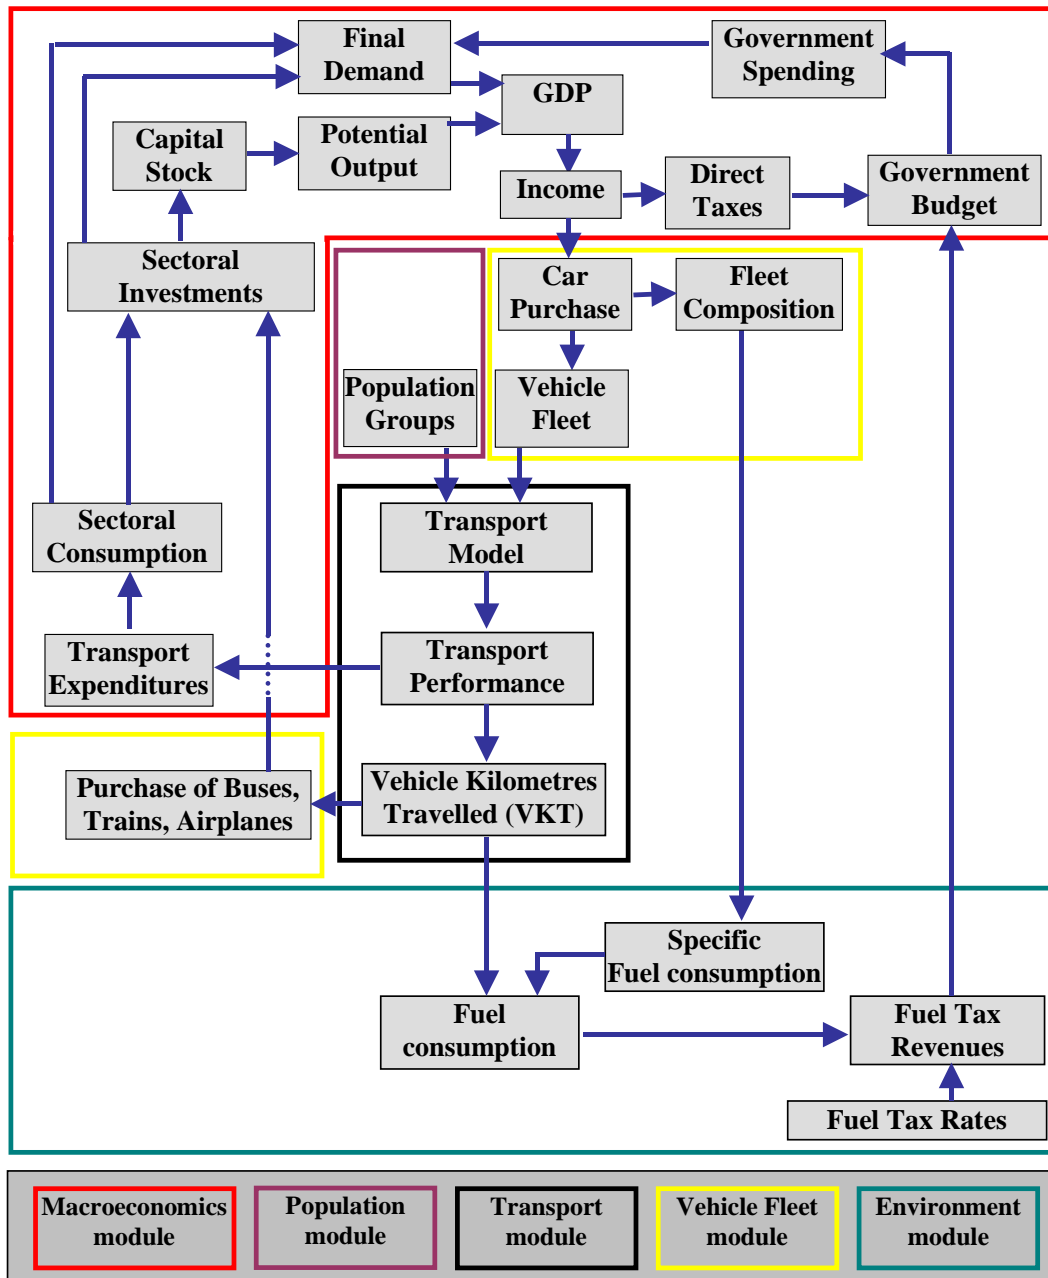 Final
Demand
Government
Spending
GDP
Capital
Stock
Potential
Output
Income
Direct
Taxes
Government
Budget
Sectoral
Investments
Car
Purchase
Fleet
Composition
Population
Groups
Vehicle
Fleet
Sectoral
Consumption
Transport
Model
Transport
Expenditures
Transport
Performance
Purchase of Buses,
Trains, Airplanes
Vehicle Kilometres
Travelled (VKT)
Specific
Fuel consumption
Fuel
consumption
Fuel Tax
Revenues
Fuel Tax Rates
Macroeconomics
module
Population
module
Transport
module
Vehicle Fleet
module
Environment
module